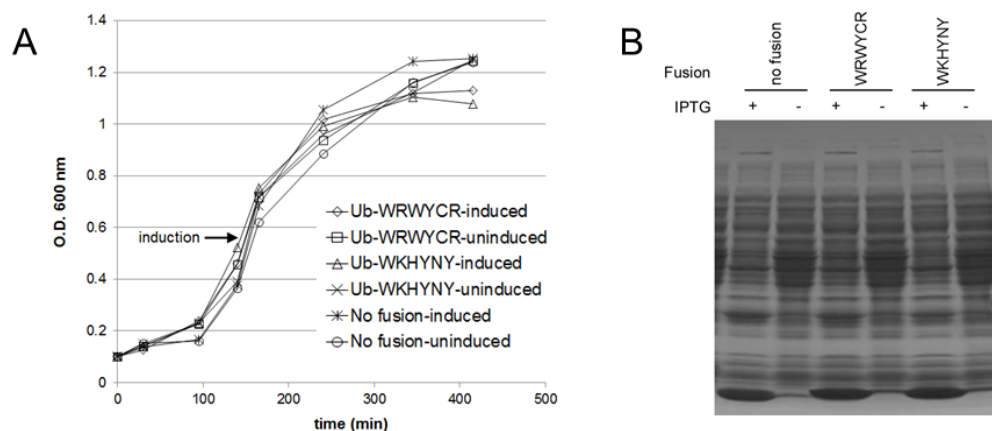 A
1.4
1.2
1
0.8
0.6
0.4
0.2
0
O.D. 600 nm
induction
Ub-WRWYCR-induced
Ub-WRWYCR-uninduced
Ub-WKHYNY-induced
Ub-WKHYNY-uninduced
No fusion-induced
No fusion-uninduced
0 100 200 300 400 500
time (min)
B
Fusion
no fusion
WRWYCR
WKHYNY
IPTG + - + - + -